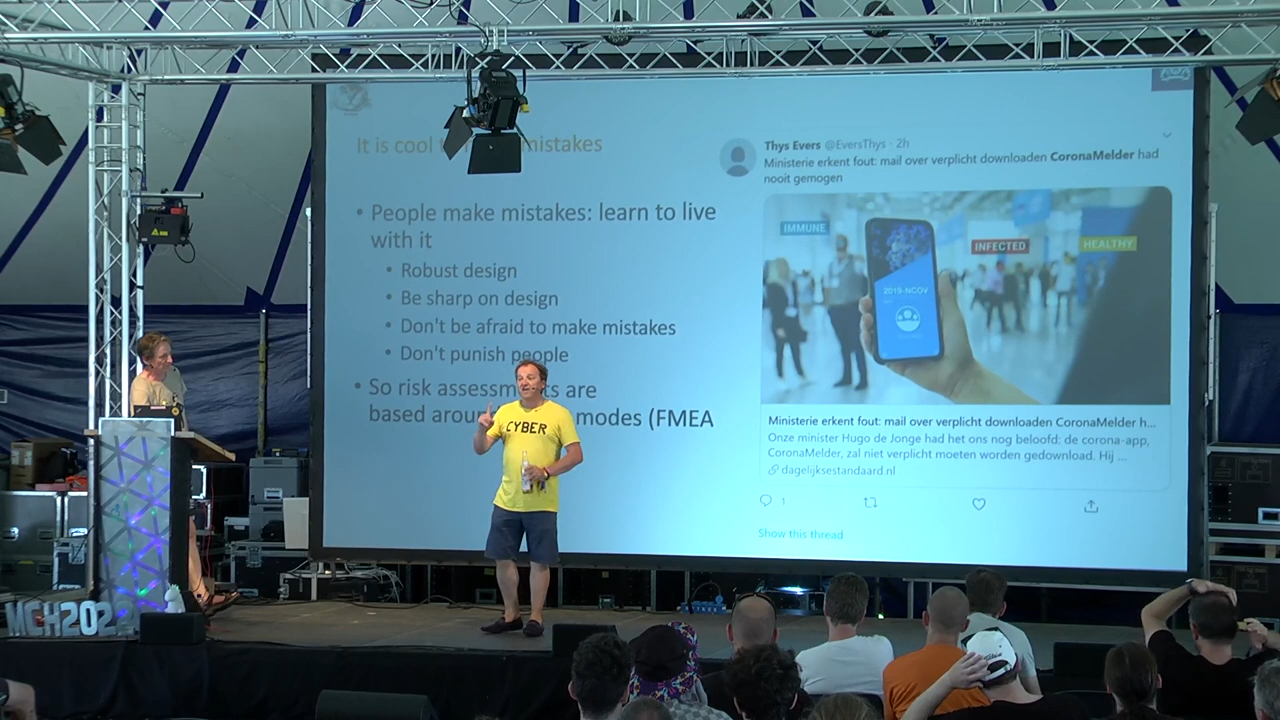 It is cool mistakes
• People make mistakes: learn to live
with it
• Robust design
• Be sharp on design
• Don't be afraid to make mistakes
• Don't punish people
• So risk assessm ts are
based arou modes (FMEA
Thys Evers @EversThys · 2h
Ministerie erkent fout: mail over verplicht downloaden CoronaMelder had
nooit gemogen
IMMUNE
INFECTED
HEALTHY
2019-NCOV
Ministerie erkent fout: mail over verplicht downloaden CoronaMelder h...
Onze minister Hugo de Jonge had het ons nog beloofd: de corona-app,
CoronaMelder, zal niet verplicht moeten worden gedownload. Hij ...
dagelijksestandaard.nl
1
Show this thread
CYBER
MCH2022